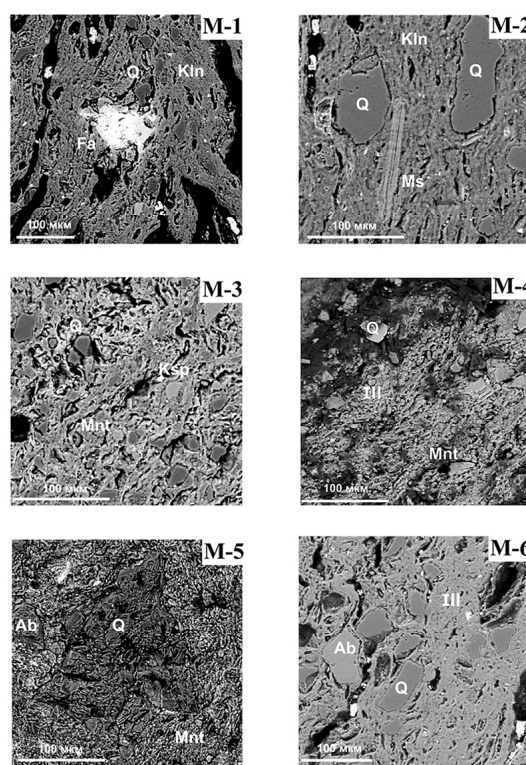 M-1
Q
Kln
Fa
100 мкм
M-2
Kln
Q
Q
Ms
100 мкм
M-3
Q
Ksp
Mnt
100 мкм
M-4
Q
Ill
Mnt
100 мкм
M-5
Ab
Q
Mnt
100 мкм
M-6
Ill
Ab
Q
100 мкм